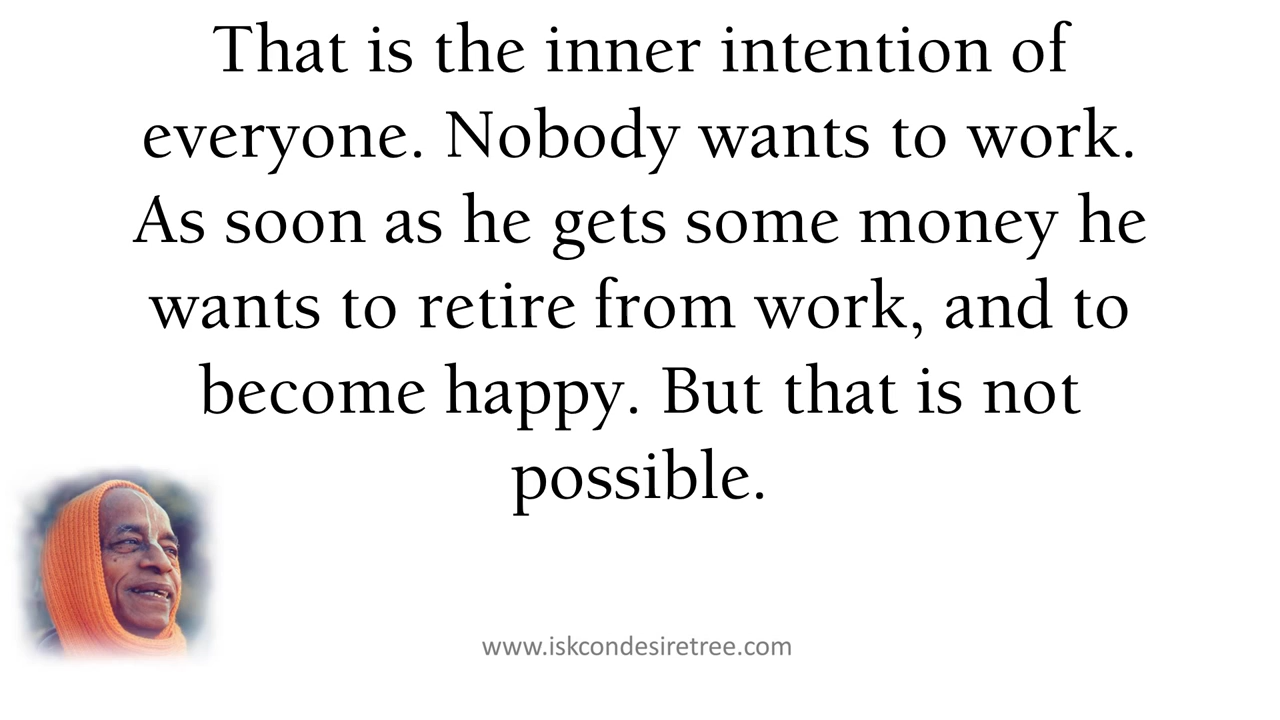 That is the inner intention of
everyone. Nobody wants to work.
As soon as he gets some money he
wants to retire from work, and to
become happy. But that is not
possible.
www.iskcondesiretree.com